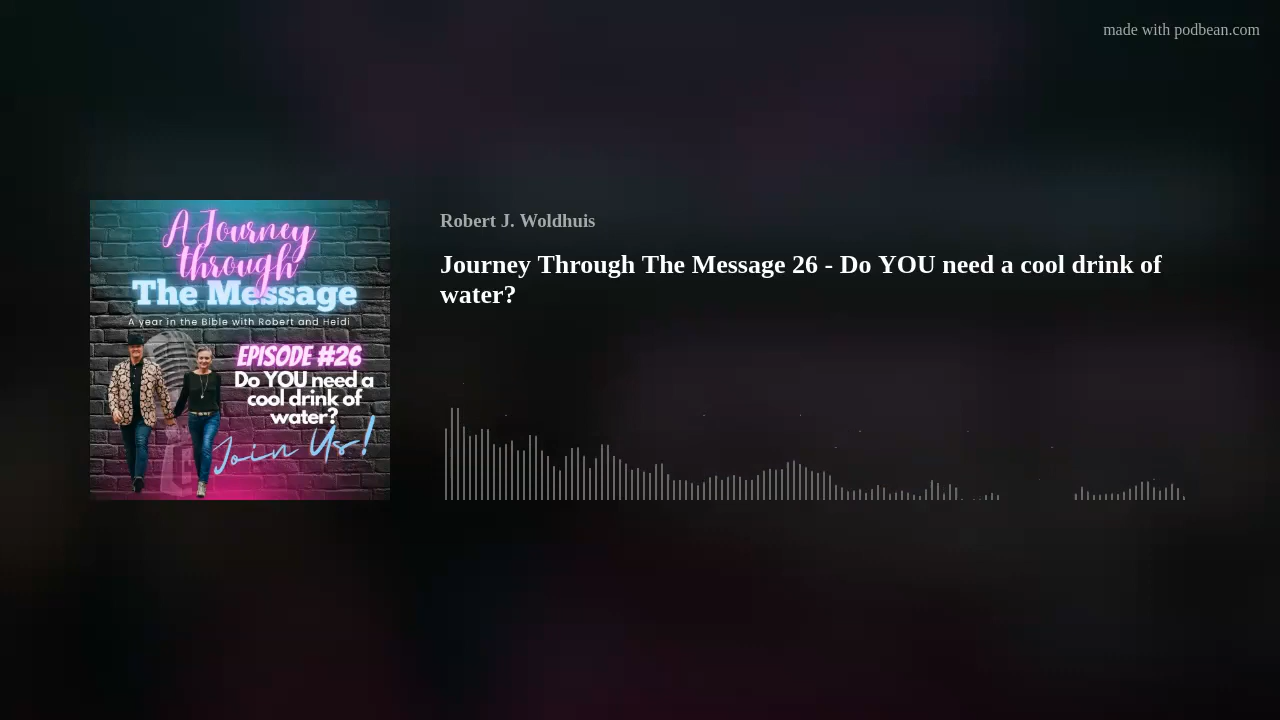 made with podbean.com
A Journey
through
The Message
A year in the Bible with Robert and Heidi
EPISODE #26
Do YOU need a
cool drink of
water?
Join Us!
Robert J. Woldhuis
Journey Through The Message 26 - Do YOU need a cool drink of
water?